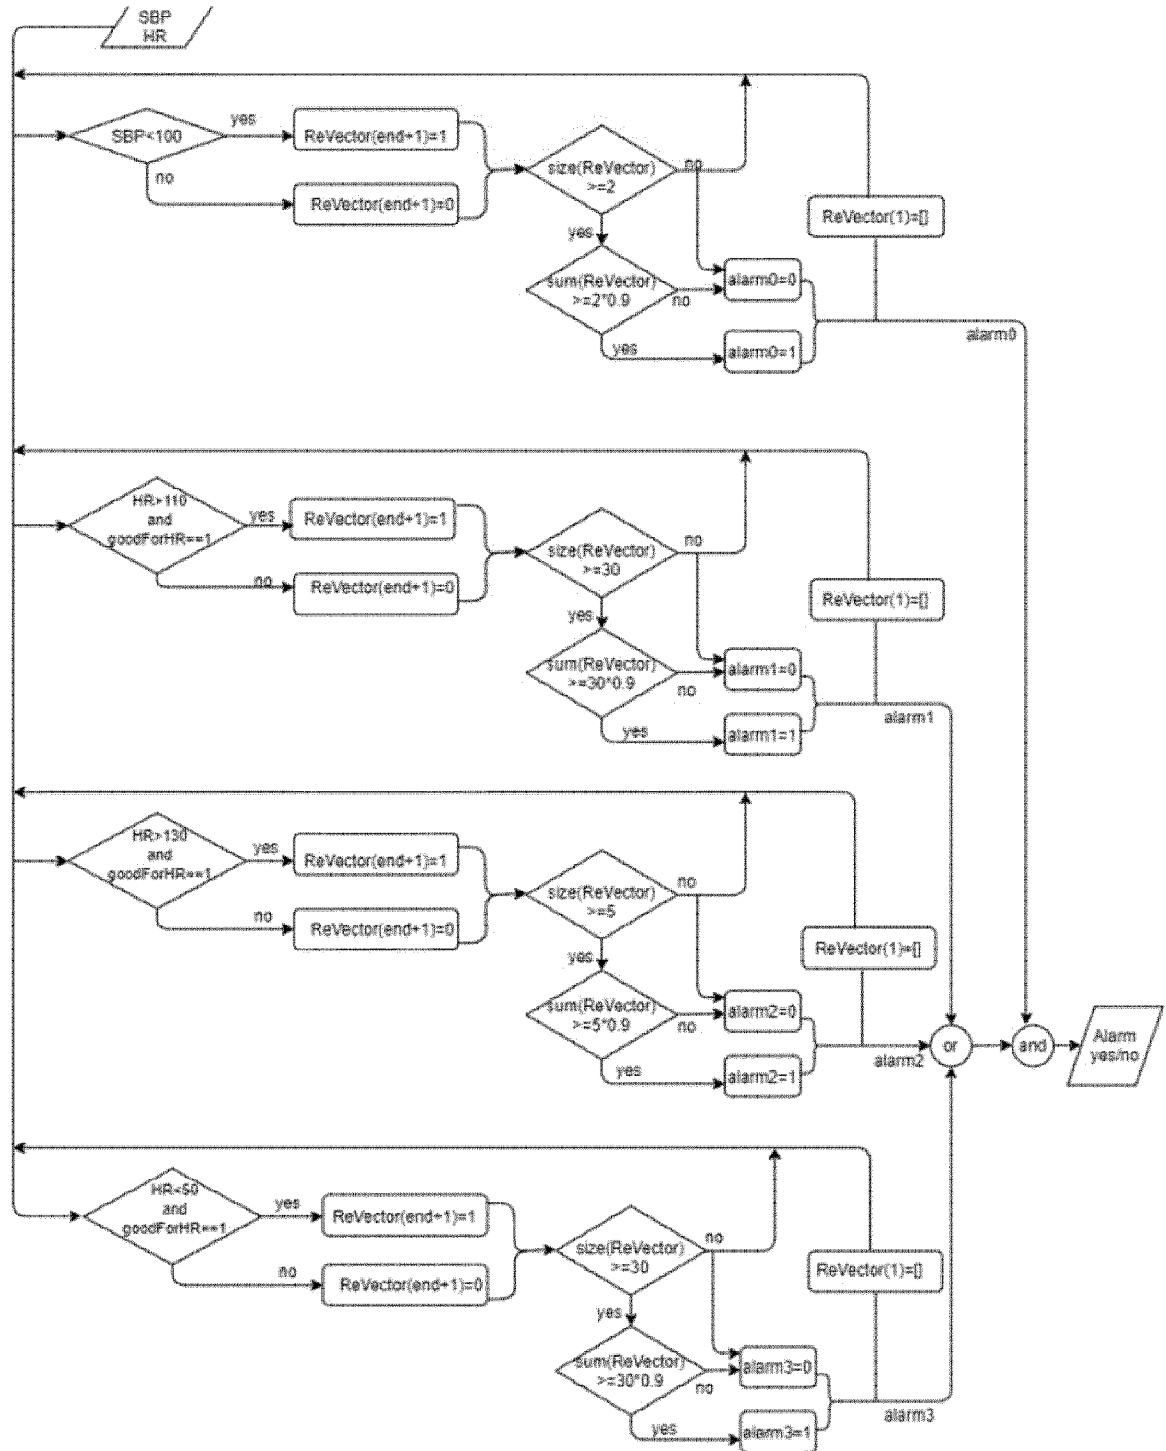 SBP
HR
SBP<100
yes
no
ReVector(end+1)=1
ReVector(end+1)=0
size(ReVector)
>=2
no
yes
sum(ReVector)
>=2*0.9
no
yes
alarm0=0
alarm0=1
ReVector(1)=[]
alarm0
HR>110
and
goodForHR==1
yes
no
ReVector(end+1)=1
ReVector(end+1)=0
size(ReVector)
>=30
no
yes
sum(ReVector)
>=30*0.9
no
yes
alarm1=0
alarm1=1
ReVector(1)=[]
alarm1
HR>130
and
goodForHR==1
yes
no
ReVector(end+1)=1
ReVector(end+1)=0
size(ReVector)
>=5
no
yes
sum(ReVector)
>=5*0.9
no
yes
alarm2=0
alarm2=1
ReVector(1)=[]
alarm2
or
and
Alarm
yes/no
HR<50
and
goodForHR==1
yes
no
ReVector(end+1)=1
ReVector(end+1)=0
size(ReVector)
>=30
no
yes
sum(ReVector)
>=30*0.9
no
yes
alarm3=0
alarm3=1
ReVector(1)=[]
alarm3